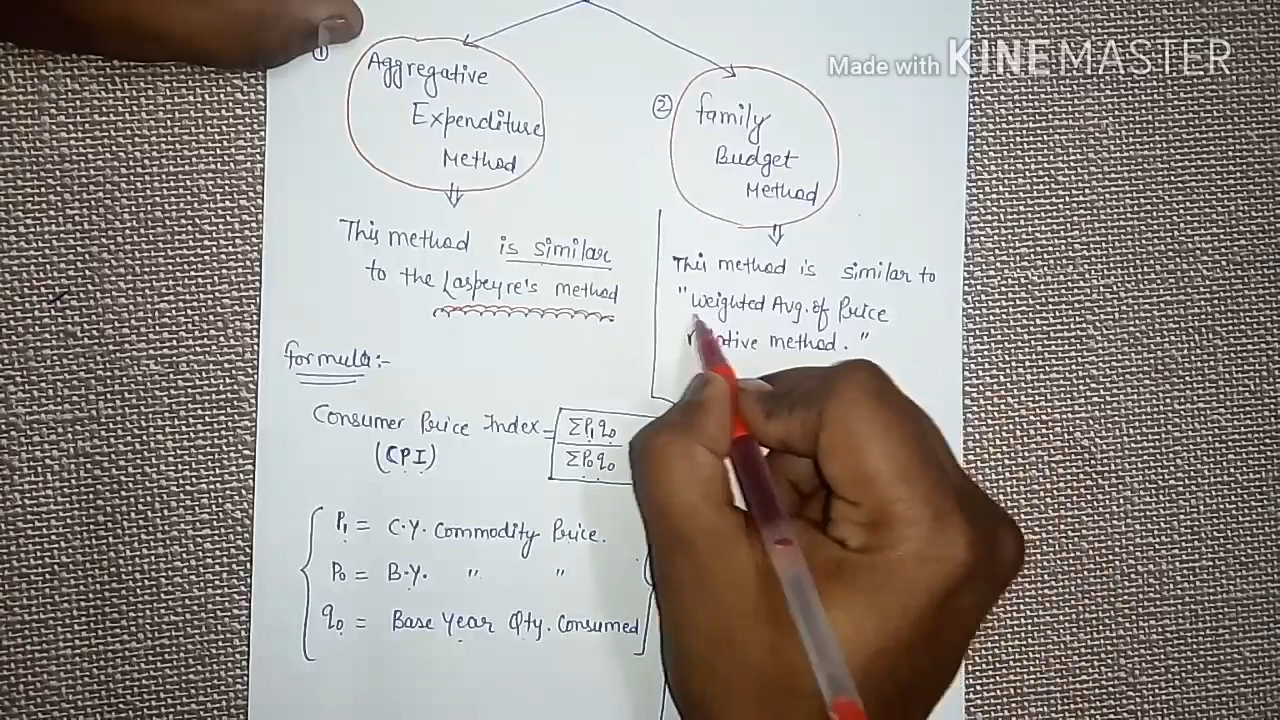 Made with KINEMASTER
①
Aggregative
Expenditure
Method
②
family
Budget
Method
This method is similar
to the Laspeyre's method
This method is similar to
"Weighted Avg. of Price
method. "
formula:-
Consumer Price Index = ΣP₁q₀ / ΣP₀q₀
(CPI)
P₁ = C.Y. Commodity Price.
P₀ = B.Y. " "
q₀ = Base Year Qty. Consumed